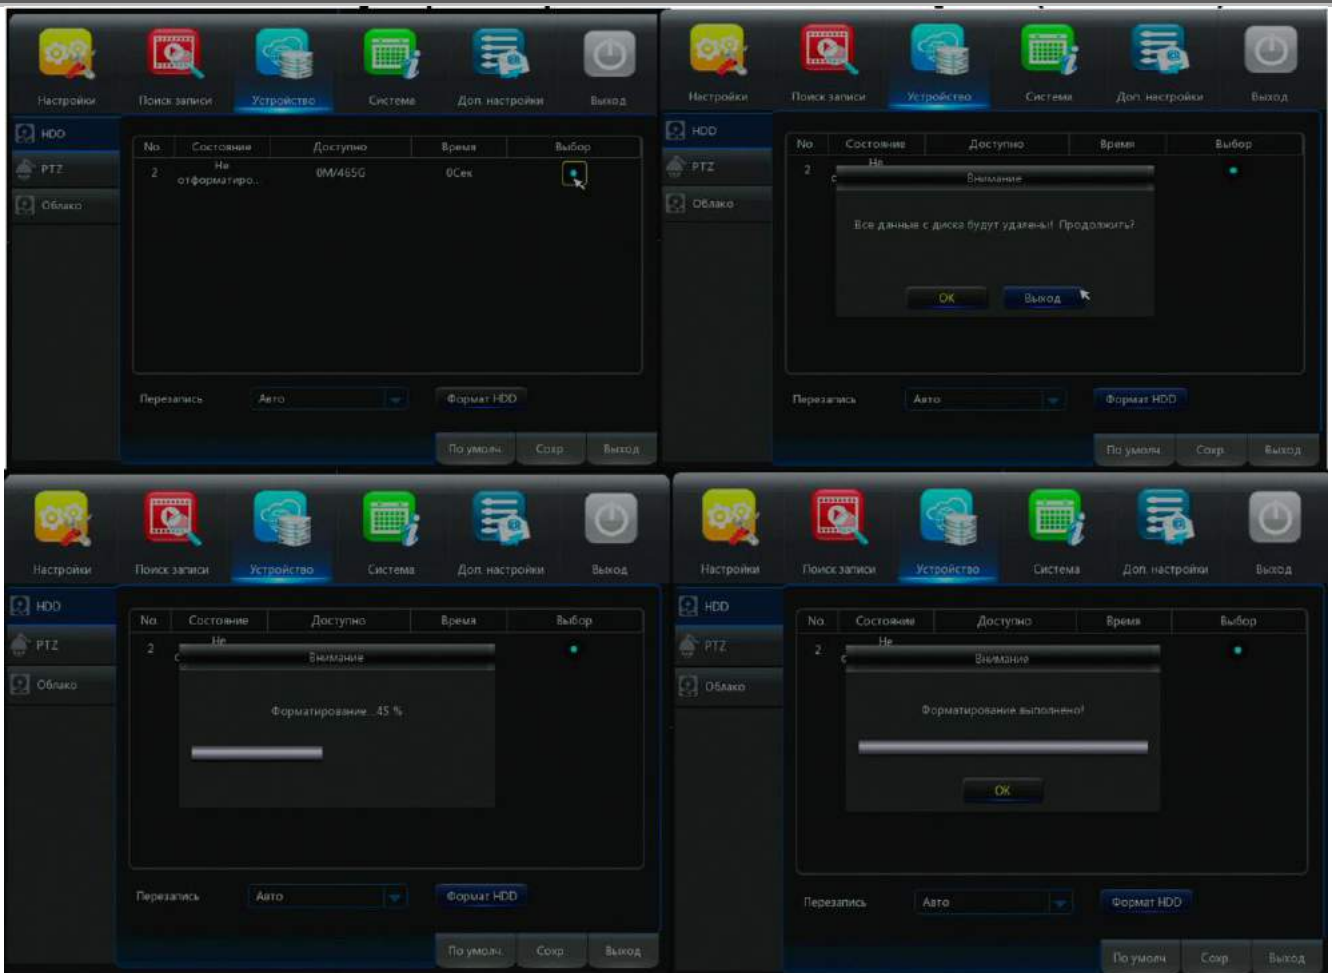 Настройки Поиск записи Устройство Система Доп. настройки Выход
HDD
PTZ
Облако
No. Состояние Доступно Время Выбор
2 Не отформатиро.. 0M/465G 0Сек
Перезапись Авто Формат HDD
По умолч. Сохр. Выход
Настройки Поиск записи Устройство Система Доп. настройки Выход
HDD
PTZ
Облако
No. Состояние Доступно Время Выбор
2 Не
Внимание
Все данные с диска будут удалены! Продолжить?
OK Выход
Перезапись Авто Формат HDD
По умолч. Сохр. Выход
Настройки Поиск записи Устройство Система Доп. настройки Выход
HDD
PTZ
Облако
No. Состояние Доступно Время Выбор
2 Не
Внимание
Форматирование...45 %
Перезапись Авто Формат HDD
По умолч. Сохр. Выход
Настройки Поиск записи Устройство Система Доп. настройки Выход
HDD
PTZ
Облако
No. Состояние Доступно Время Выбор
2 Не
Внимание
Форматирование выполнено!
OK
Перезапись Авто Формат HDD
По умолч. Сохр. Выход